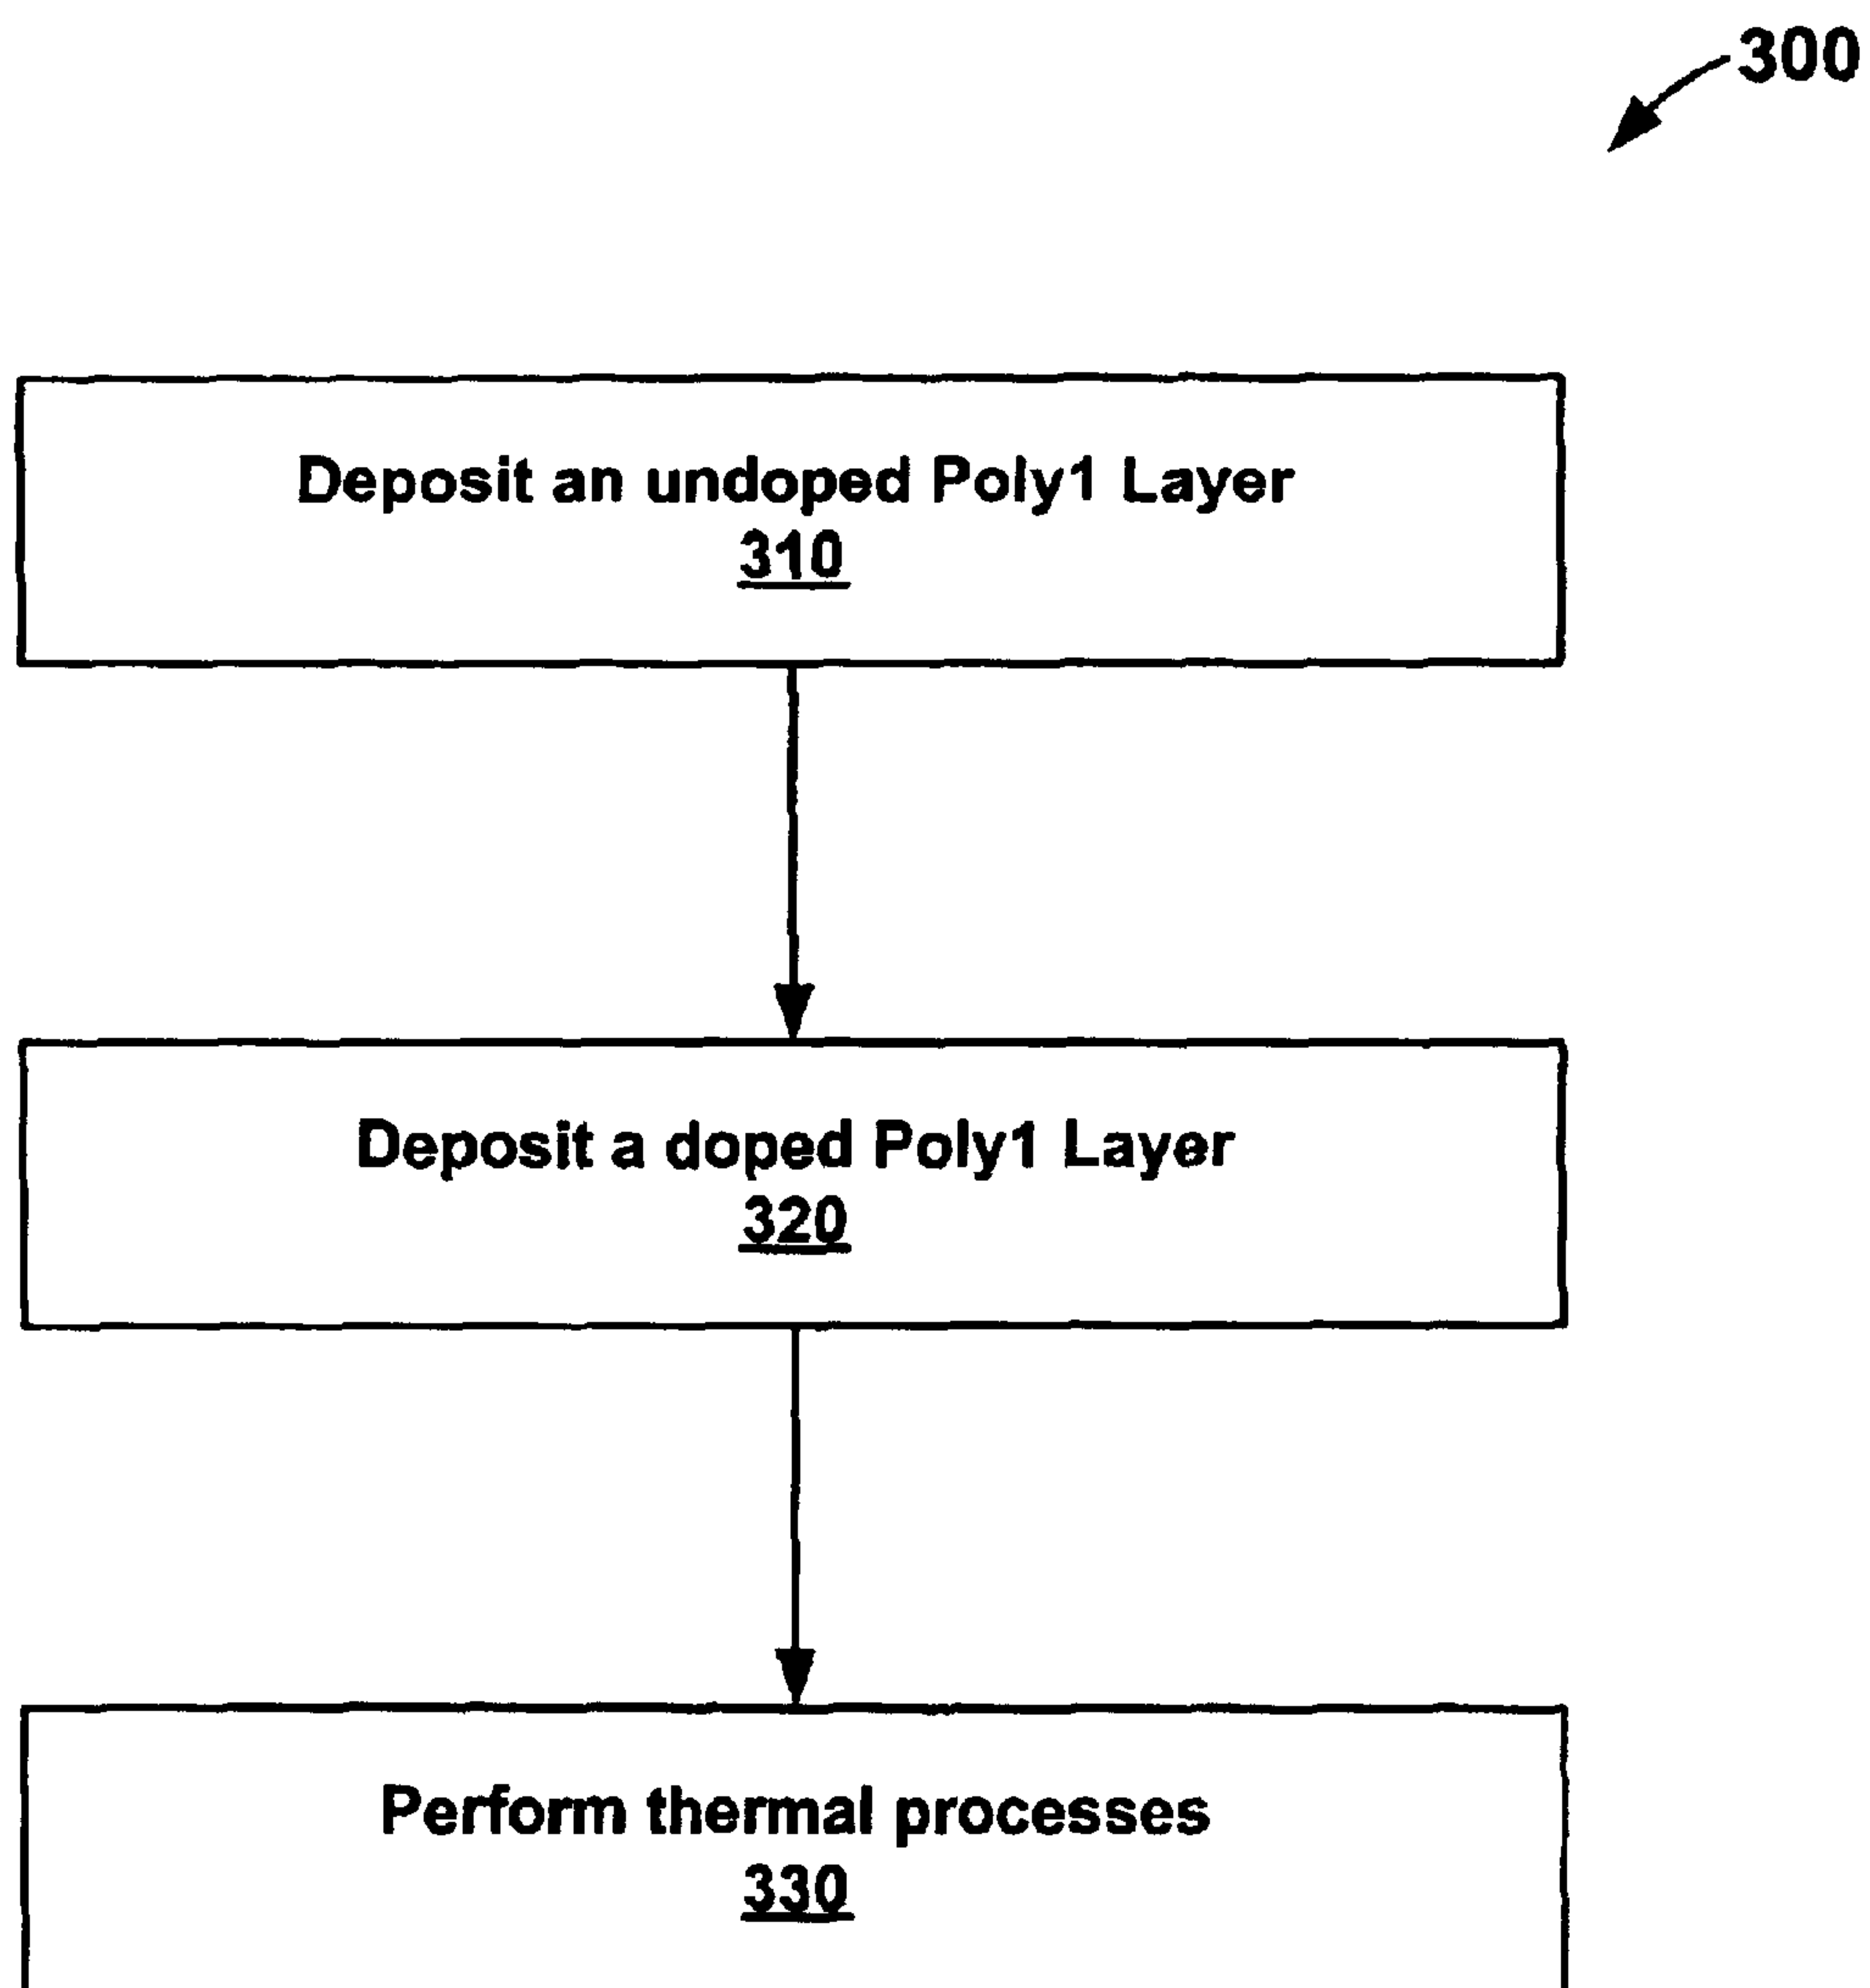 300
Deposit an undoped Poly1 Layer
310
Deposit a doped Poly1 Layer
320
Perform thermal processes
330